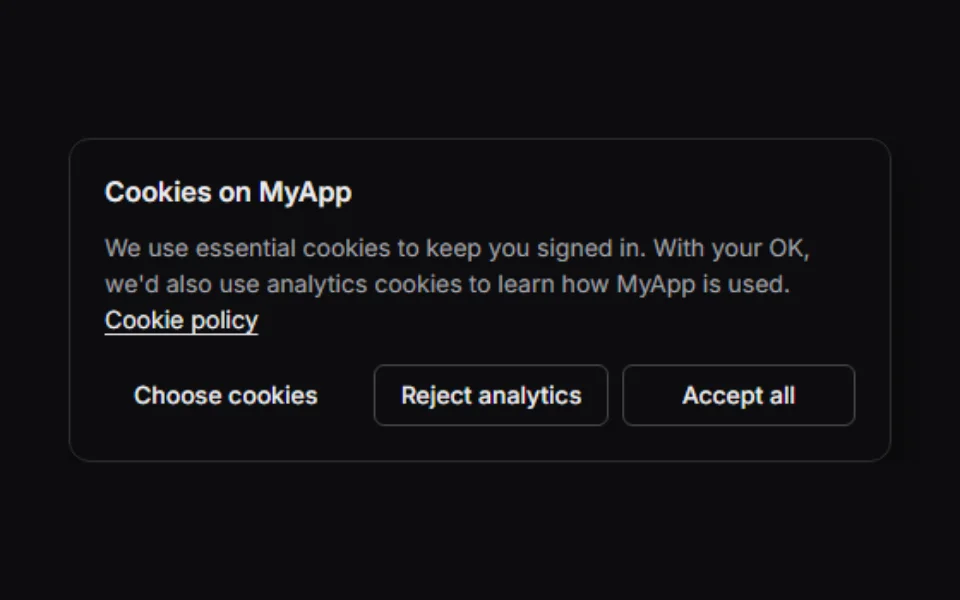 Cookies on MyApp
We use essential cookies to keep you signed in. With your OK,
we'd also use analytics cookies to learn how MyApp is used.
Cookie policy
Choose cookies
Reject analytics
Accept all